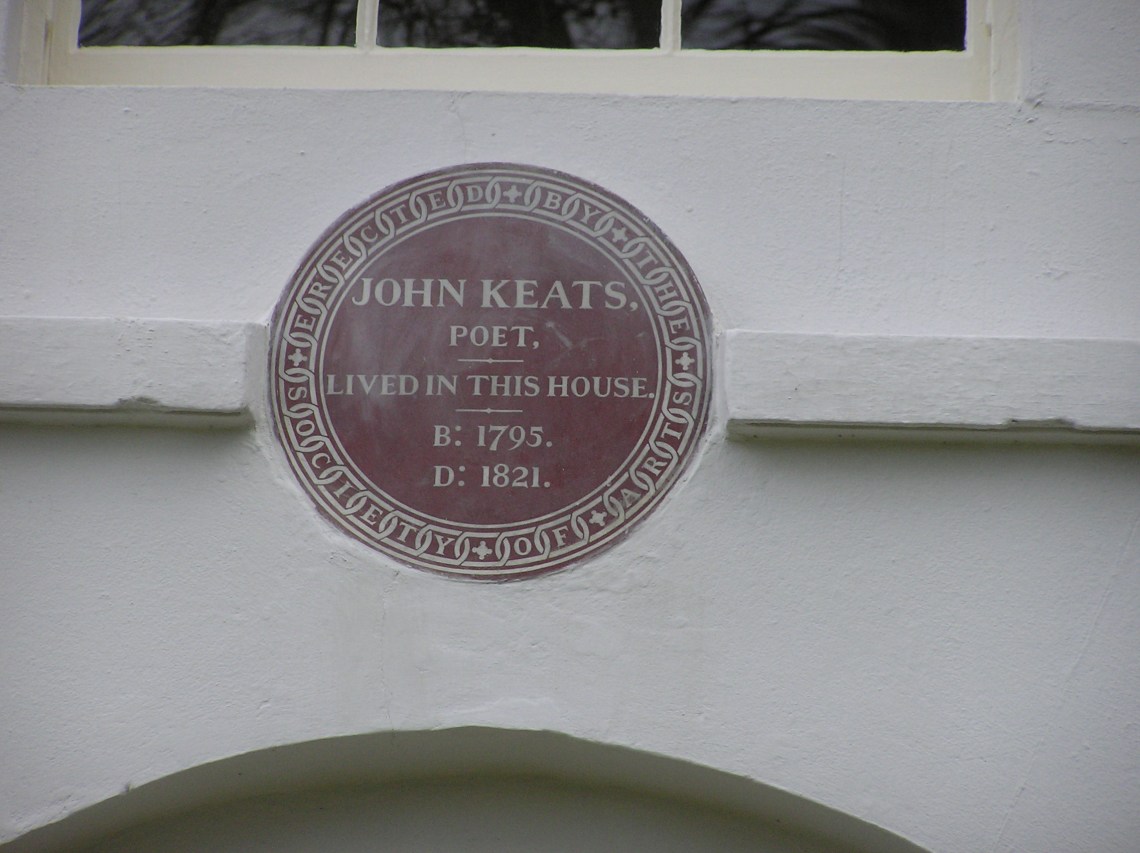 ERECTED BY THE
SOCIETY OF ARTS
JOHN KEATS,
POET,
LIVED IN THIS HOUSE.
B: 1795.
D: 1821.